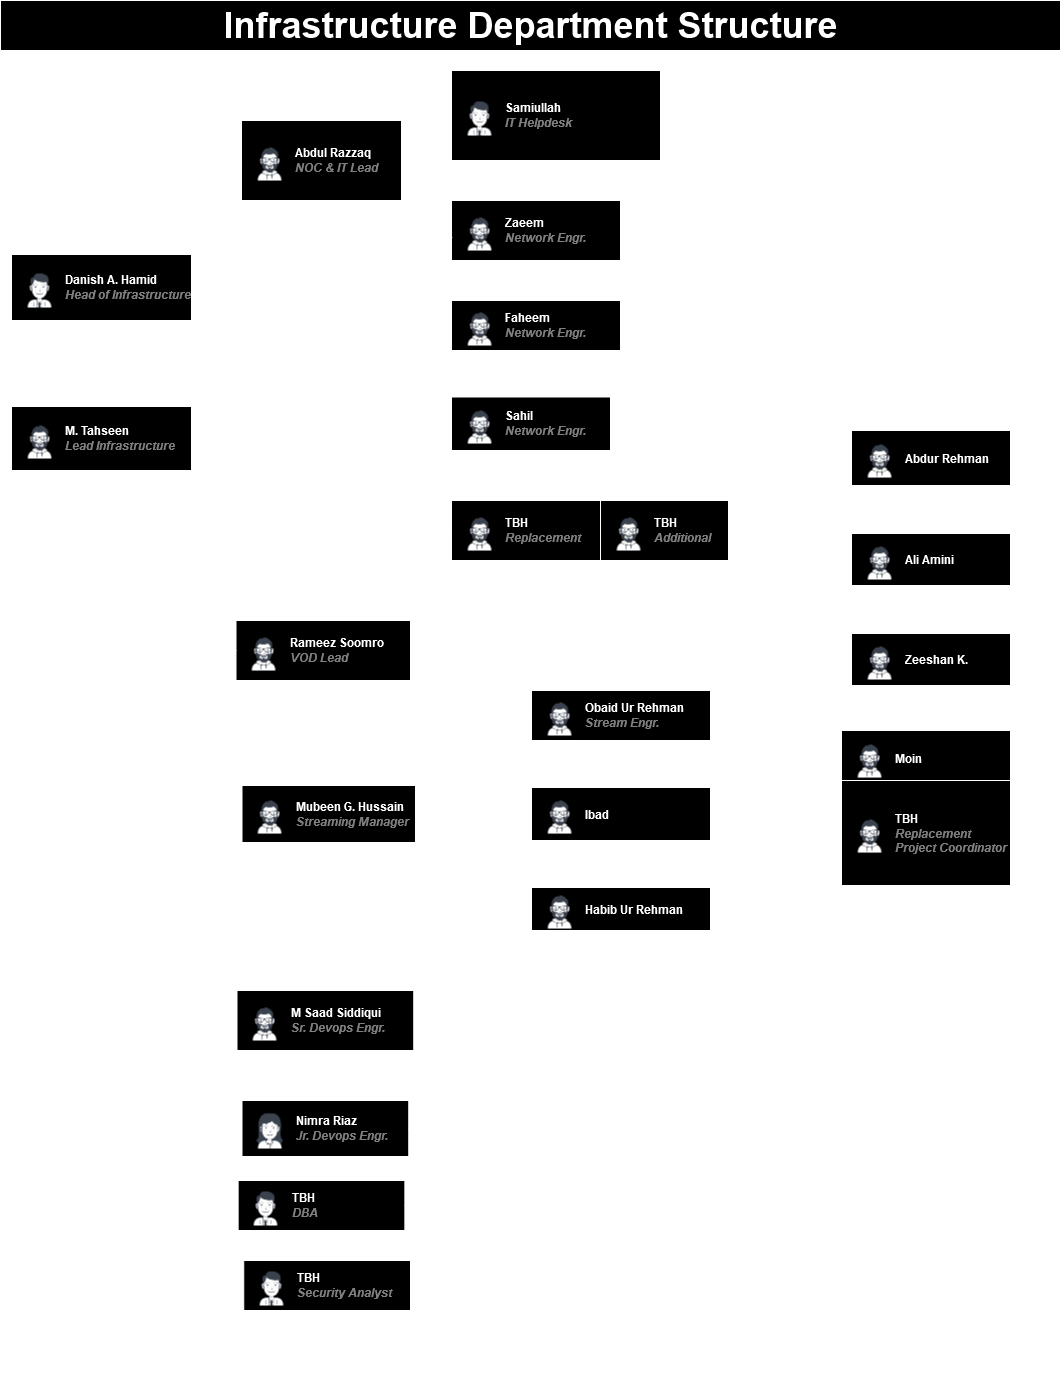 Infrastructure Department Structure
Samiullah
IT Helpdesk
Abdul Razzaq
NOC & IT Lead
Zaeem
Network Engr.
Danish A. Hamid
Head of Infrastructure
Faheem
Network Engr.
Sahil
Network Engr.
M. Tahseen
Lead Infrastructure
Abdur Rehman
TBH
Replacement
TBH
Additional
Ali Amini
Rameez Soomro
VOD Lead
Zeeshan K.
Obaid Ur Rehman
Stream Engr.
Moin
Mubeen G. Hussain
Streaming Manager
Ibad
TBH
Replacement
Project Coordinator
Habib Ur Rehman
M Saad Siddiqui
Sr. Devops Engr.
Nimra Riaz
Jr. Devops Engr.
TBH
DBA
TBH
Security Analyst